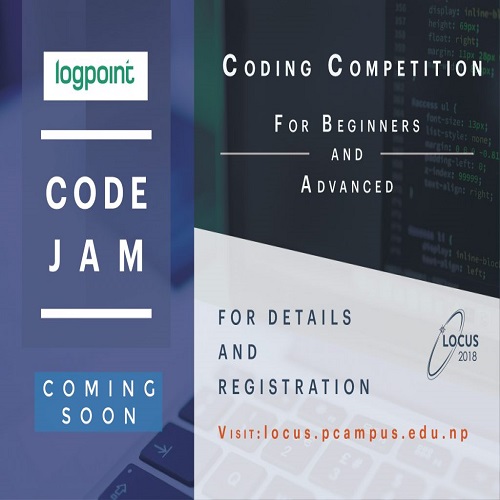 logpoint
CODE
JAM
COMING
SOON
CODING COMPETITION
FOR BEGINNERS
AND
ADVANCED
FOR DETAILS
AND
REGISTRATION
VISIT:locus.pcampus.edu.np
LOCUS
2018